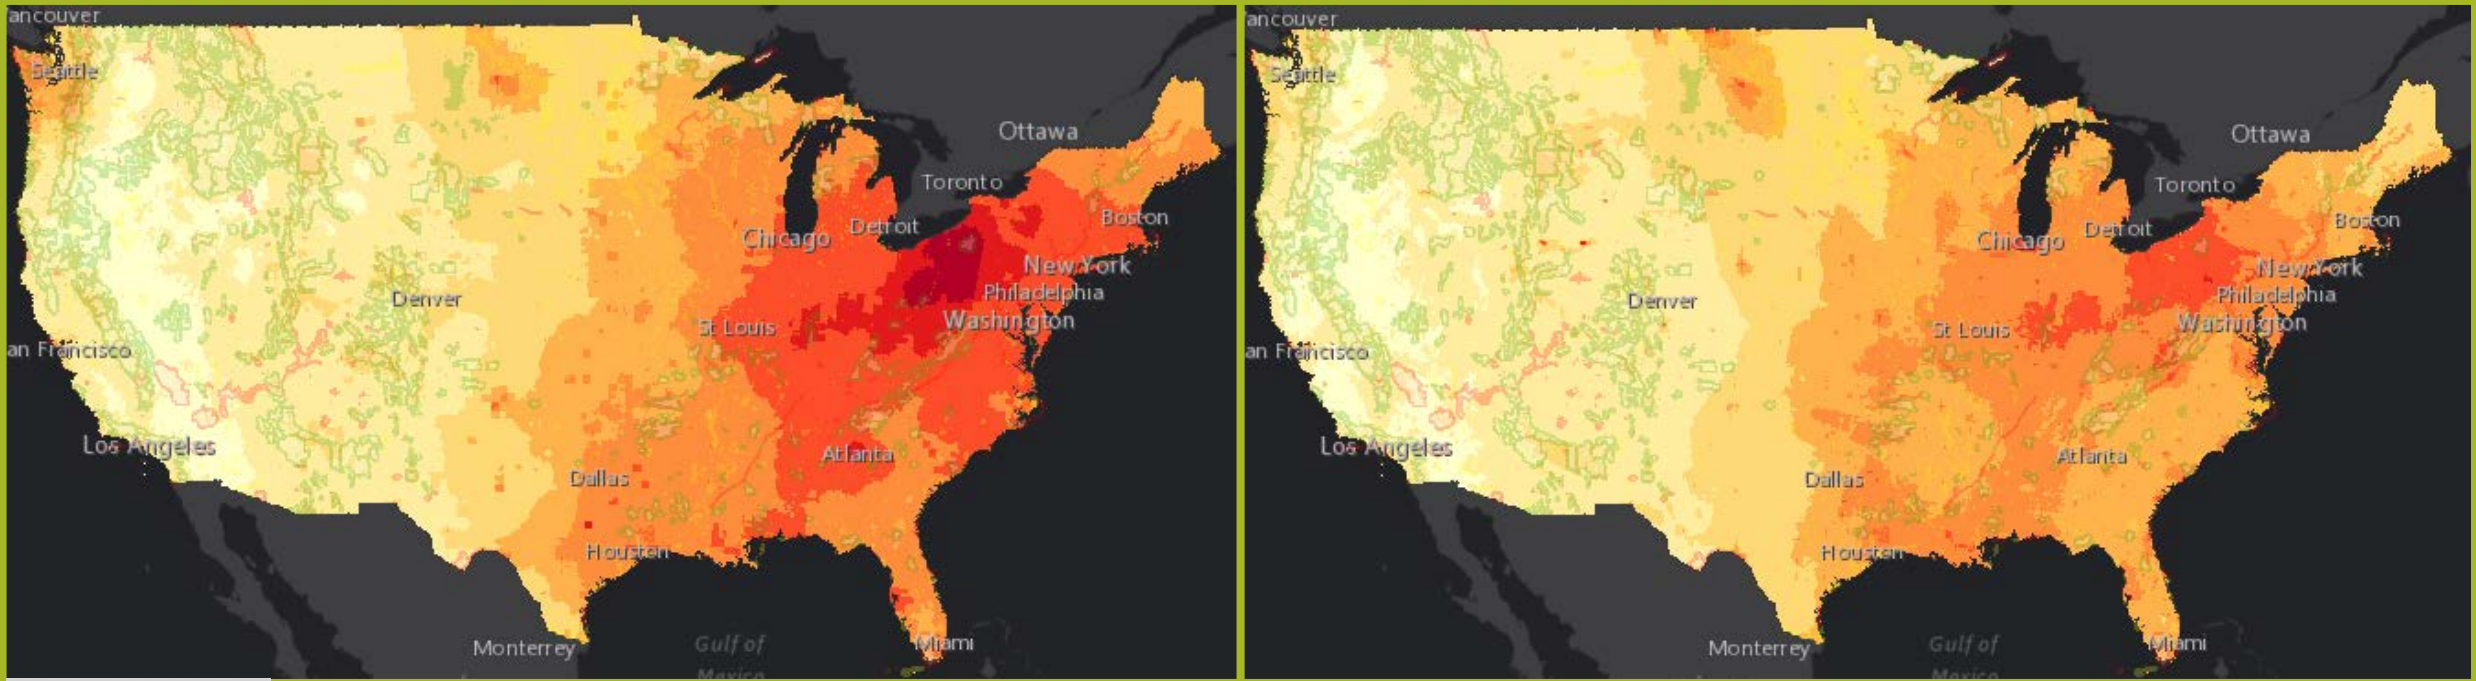 ancouver
Seattle
Ottawa
Toronto
Boston
Detroit
Chicago
New York
Denver
Philadelphia
Washington
St Louis
an Francisco
Los Angeles
Atlanta
Dallas
Houston
Monterrey
Gulf of
Mexico
Miami
ancouver
Seattle
Ottawa
Toronto
Boston
Detroit
Chicago
New York
Denver
Philadelphia
Washington
St Louis
an Francisco
Los Angeles
Atlanta
Dallas
Houston
Monterrey
Gulf of
Mexico
Miami